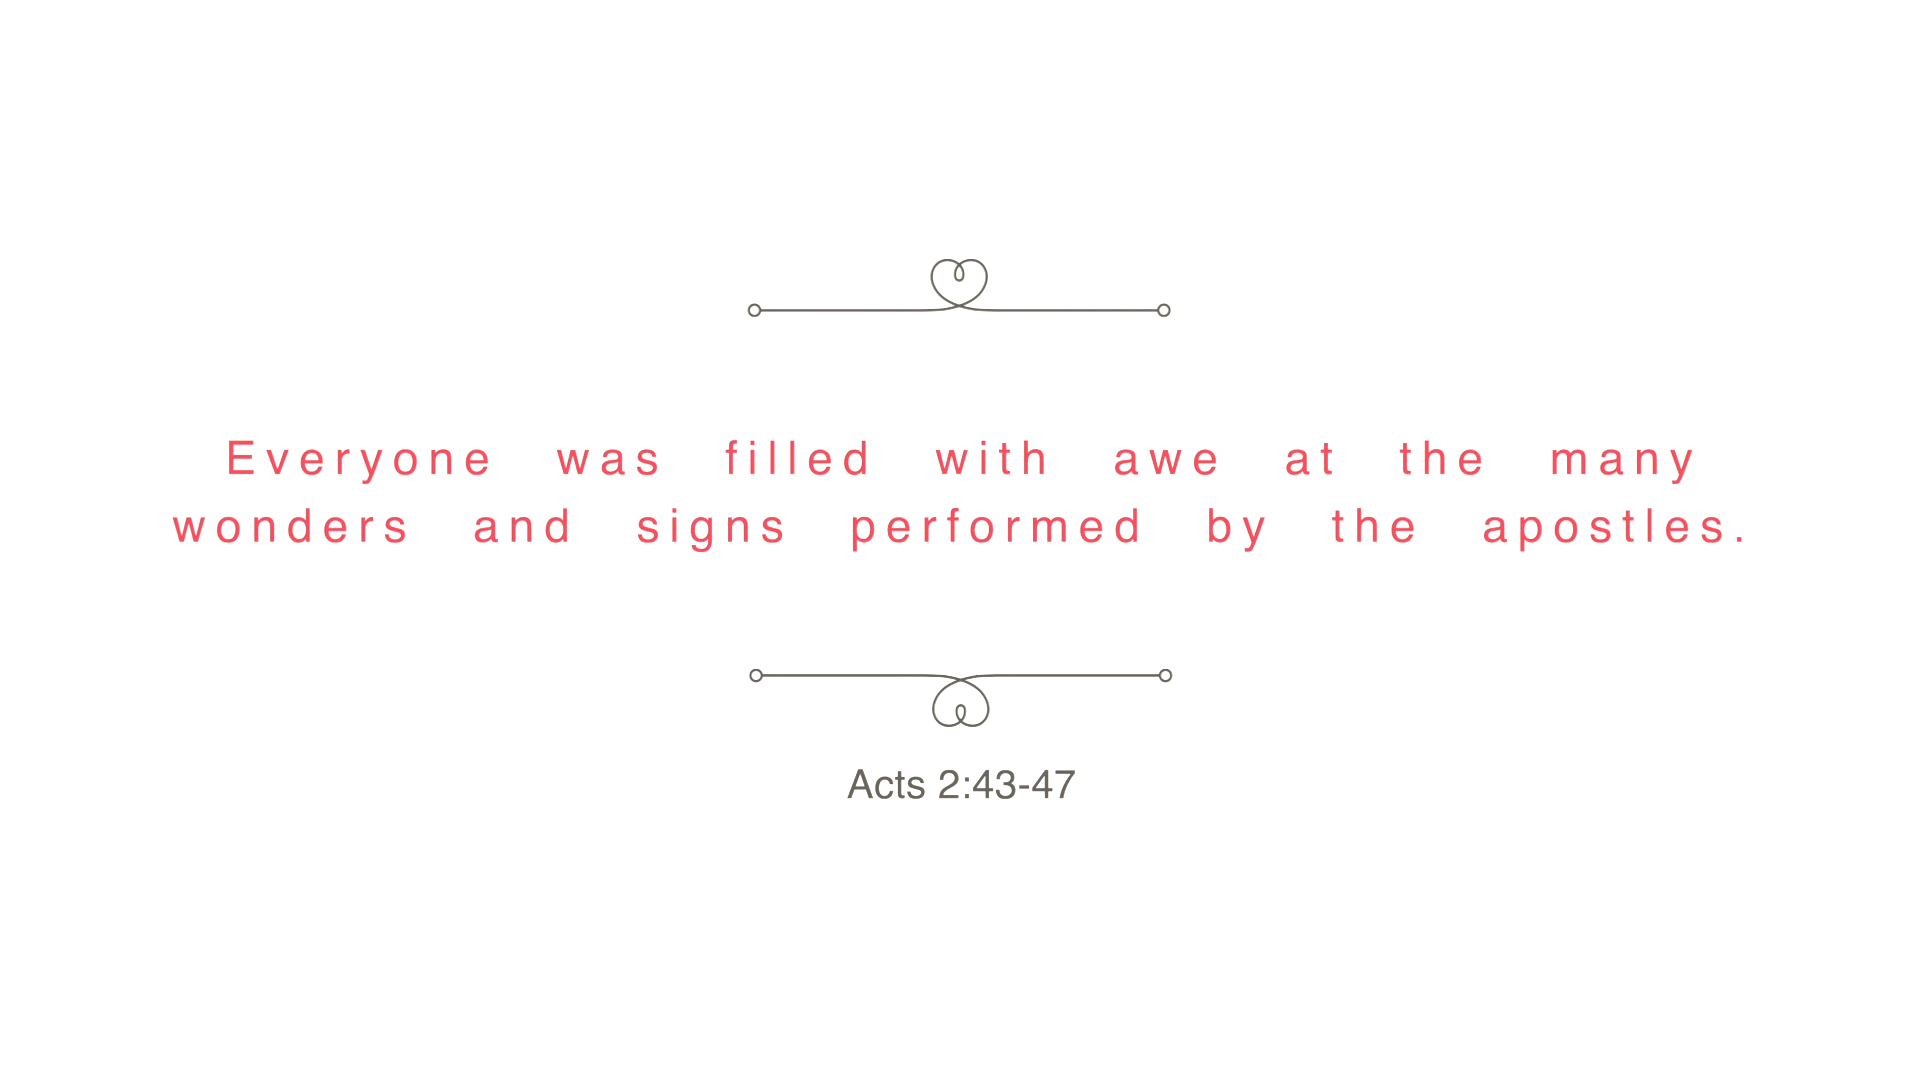 Everyone was filled with awe at the many
wonders and signs performed by the apostles.
Acts 2:43-47